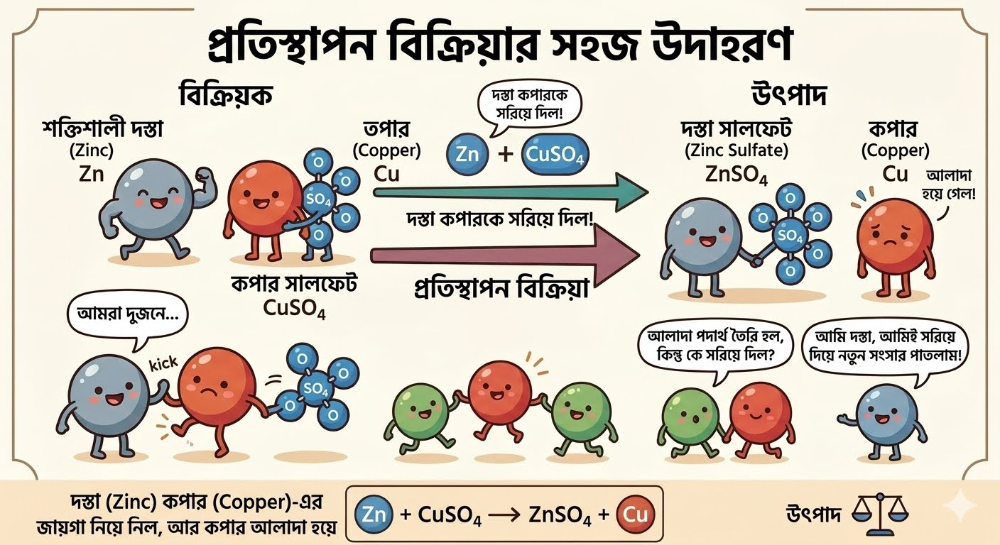 প্রতিস্থাপন বিক্রিয়ার সহজ উদাহরণ
বিক্রিয়ক
উৎপাদ
শক্তিশালী দস্তা
(Zinc)
Zn
তপার
(Copper)
Cu
দস্তা কপারকে
সরিয়ে দিল!
Zn + CuSO₄
দস্তা সালফেট
(Zinc Sulfate)
ZnSO₄
কপার
(Copper)
Cu
আলাদা
হয়ে গেল!
O
O
SO₄
O
O
দস্তা কপারকে সরিয়ে দিল!
O
O
SO₄
O
O
O
কপার সালফেট
CuSO₄
প্রতিস্থাপন বিক্রিয়া
আমরা দুজনে...
kick
O
O
SO₄
O
O
O
আলাদা পদার্থ তৈরি হল,
কিন্তু কে সরিয়ে দিল?
আমি দস্তা, আমিই সরিয়ে
দিয়ে নতুন সংসার পাতলাম!
দস্তা (Zinc) কপার (Copper)-এর
জায়গা নিয়ে নিল, আর কপার আলাদা হয়ে
Zn + CuSO₄ → ZnSO₄ + Cu
উৎপাদ